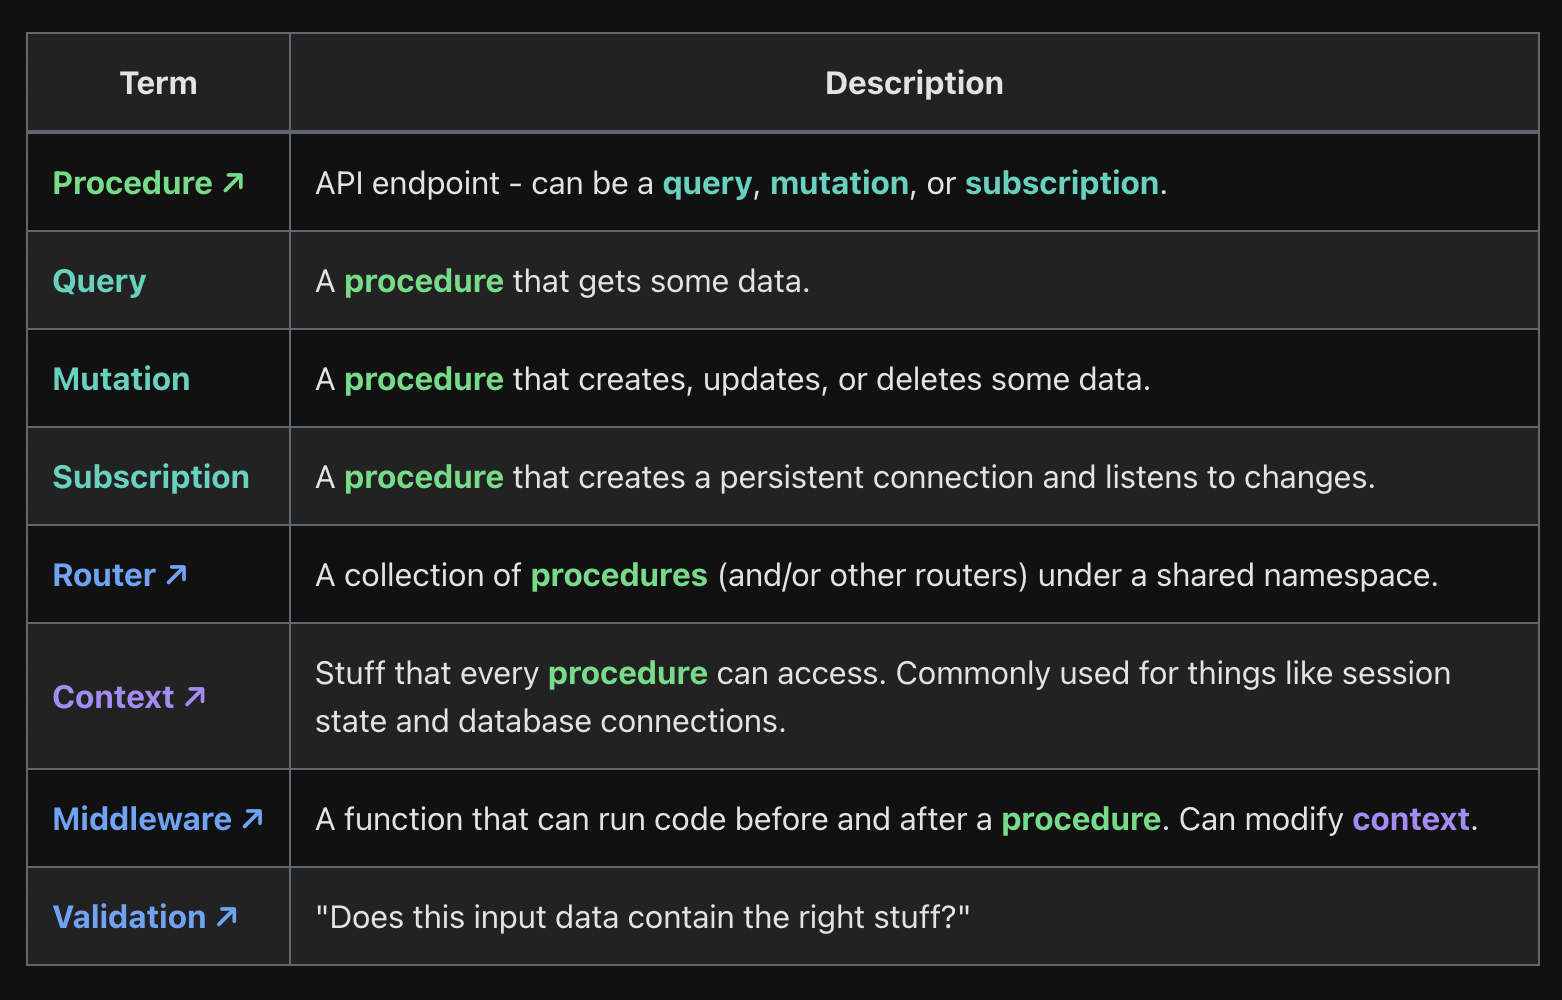 Term Description
Procedure ↗ API endpoint - can be a query, mutation, or subscription.
Query A procedure that gets some data.
Mutation A procedure that creates, updates, or deletes some data.
Subscription A procedure that creates a persistent connection and listens to changes.
Router ↗ A collection of procedures (and/or other routers) under a shared namespace.
Context ↗ Stuff that every procedure can access. Commonly used for things like session
state and database connections.
Middleware ↗ A function that can run code before and after a procedure. Can modify context.
Validation ↗ "Does this input data contain the right stuff?"